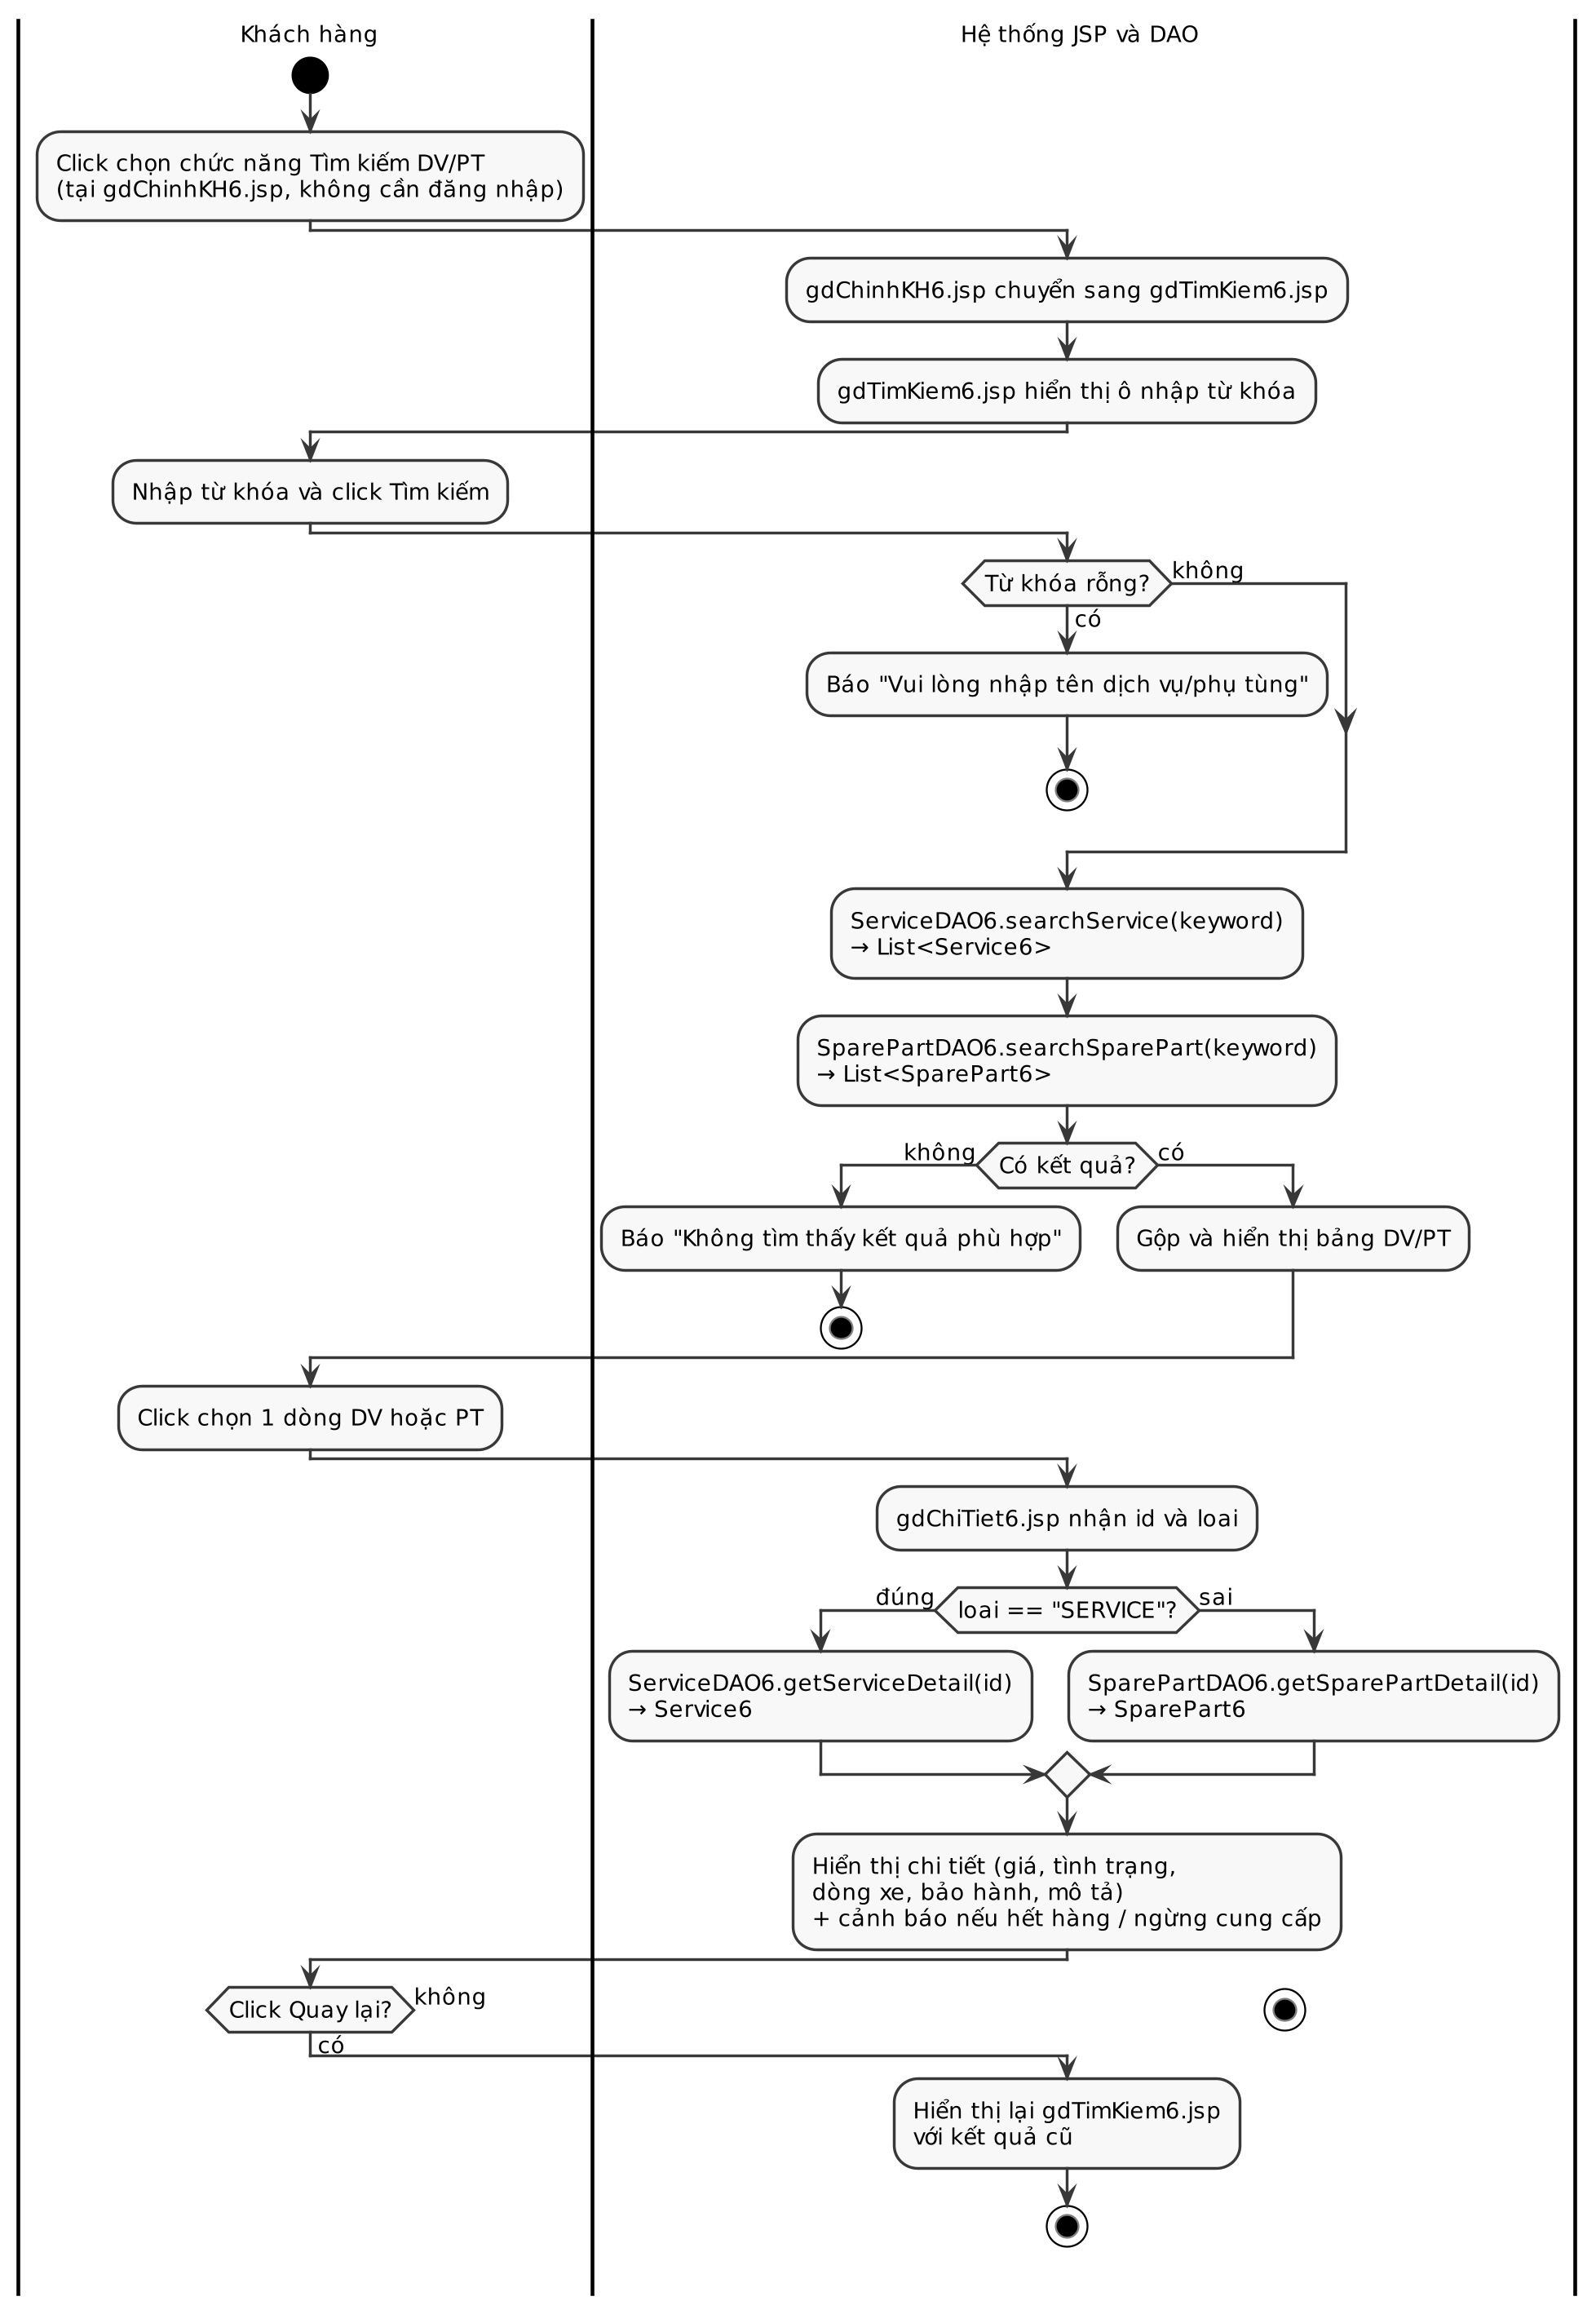 Khách hàng
Hệ thống JSP và DAO
Click chọn chức năng Tìm kiếm DV/PT
(tại gdChinhKH6.jsp, không cần đăng nhập)
gdChinhKH6.jsp chuyển sang gdTimKiem6.jsp
gdTimKiem6.jsp hiển thị ô nhập từ khóa
Nhập từ khóa và click Tìm kiếm
Từ khóa rỗng?
không
có
Báo "Vui lòng nhập tên dịch vụ/phụ tùng"
ServiceDAO6.searchService(keyword)
→ List<Service6>
SparePartDAO6.searchSparePart(keyword)
→ List<SparePart6>
không
Có kết quả?
có
Báo "Không tìm thấy kết quả phù hợp"
Gộp và hiển thị bảng DV/PT
Click chọn 1 dòng DV hoặc PT
gdChiTiet6.jsp nhận id và loai
đúng
loai == "SERVICE"?
sai
ServiceDAO6.getServiceDetail(id)
→ Service6
SparePartDAO6.getSparePartDetail(id)
→ SparePart6
Hiển thị chi tiết (giá, tình trạng,
dòng xe, bảo hành, mô tả)
+ cảnh báo nếu hết hàng / ngừng cung cấp
Click Quay lại?
không
có
Hiển thị lại gdTimKiem6.jsp
với kết quả cũ